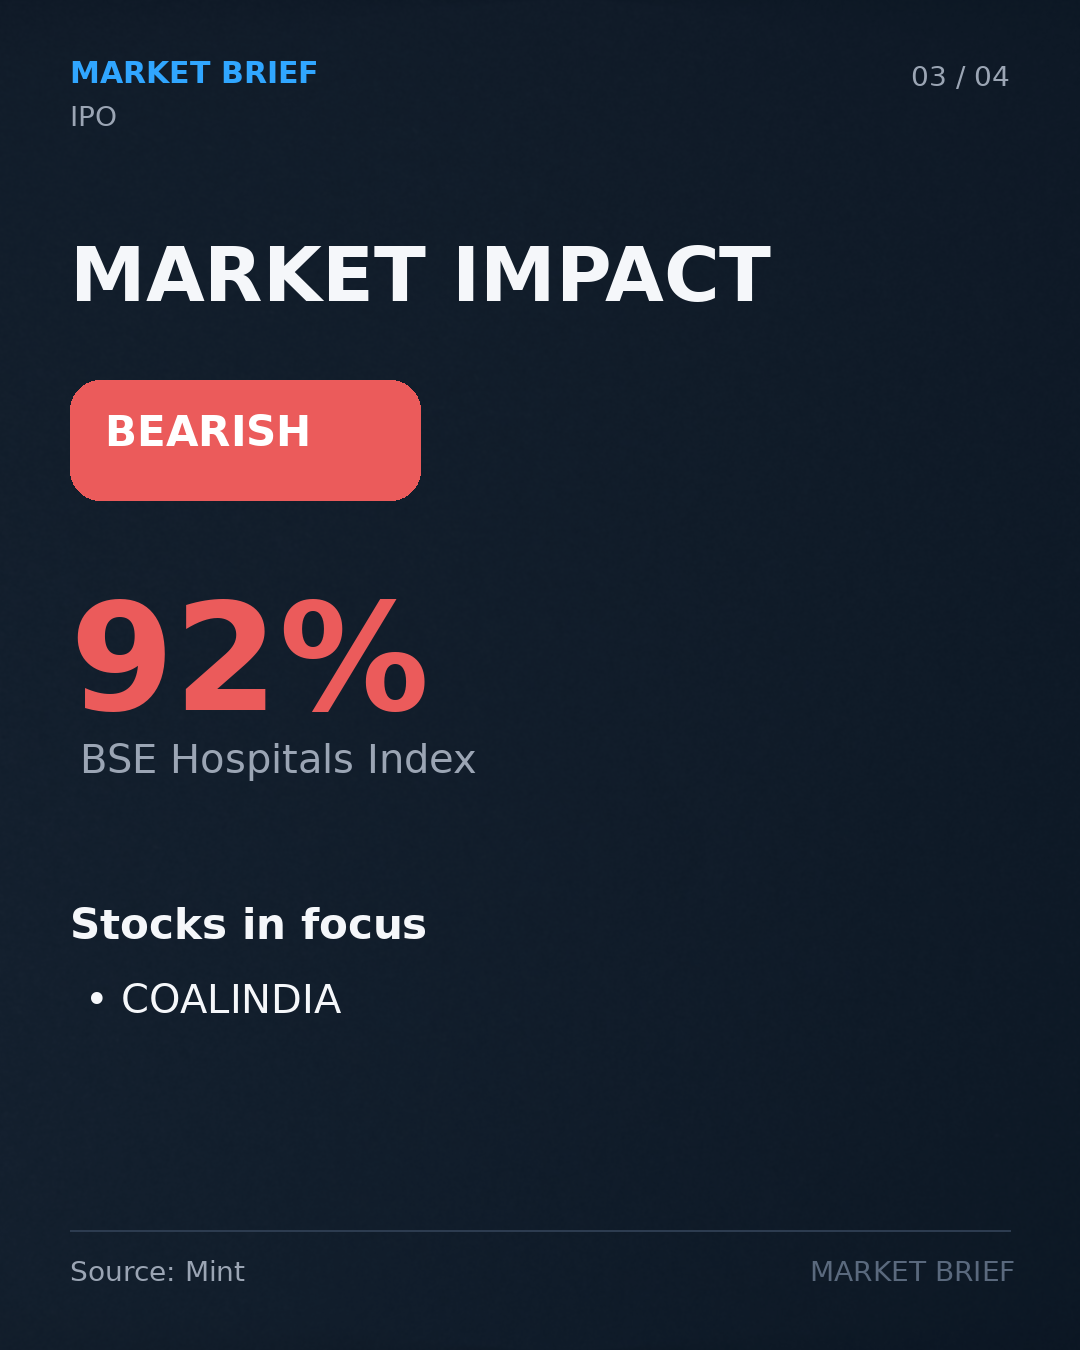 MARKET BRIEF
03 / 04
IPO
MARKET IMPACT
BEARISH
92%
BSE Hospitals Index
Stocks in focus
• COALINDIA
Source: Mint
MARKET BRIEF